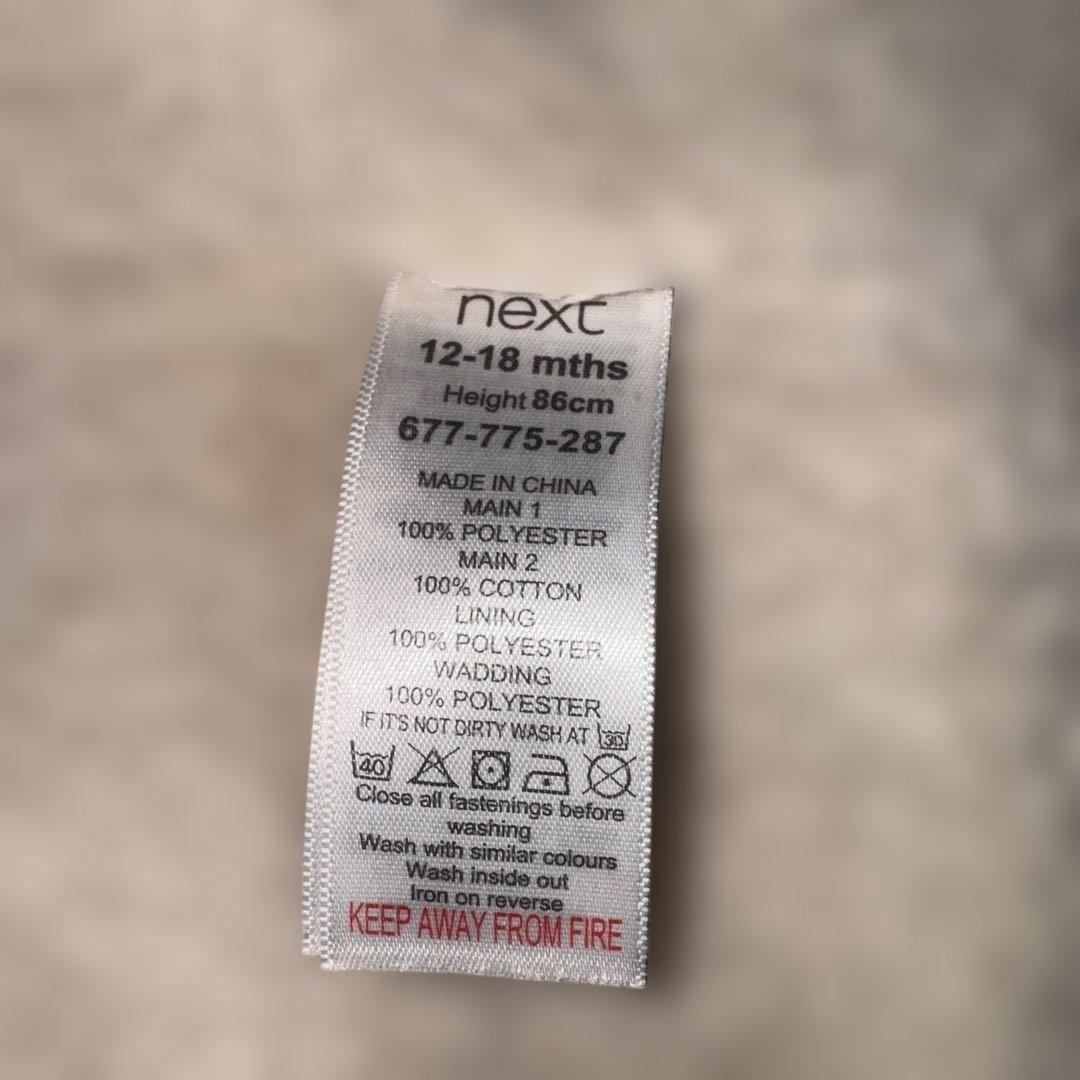 next
12-18 mths
Height 86cm
677-775-287
MADE IN CHINA
MAIN 1
100% POLYESTER
MAIN 2
100% COTTON
LINING
100% POLYESTER
WADDING
100% POLYESTER
IF IT'S NOT DIRTY WASH AT 30
40
Close all fastenings before
washing
Wash with similar colours
Wash inside out
Iron on reverse
KEEP AWAY FROM FIRE